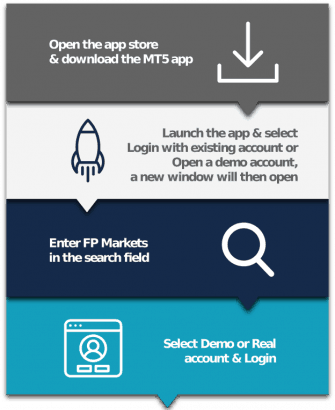 Open the app store
& download the MT5 app
Launch the app & select
Login with existing account or
Open a demo account,
a new window will then open
Enter FP Markets
in the search field
Select Demo or Real
account & Login